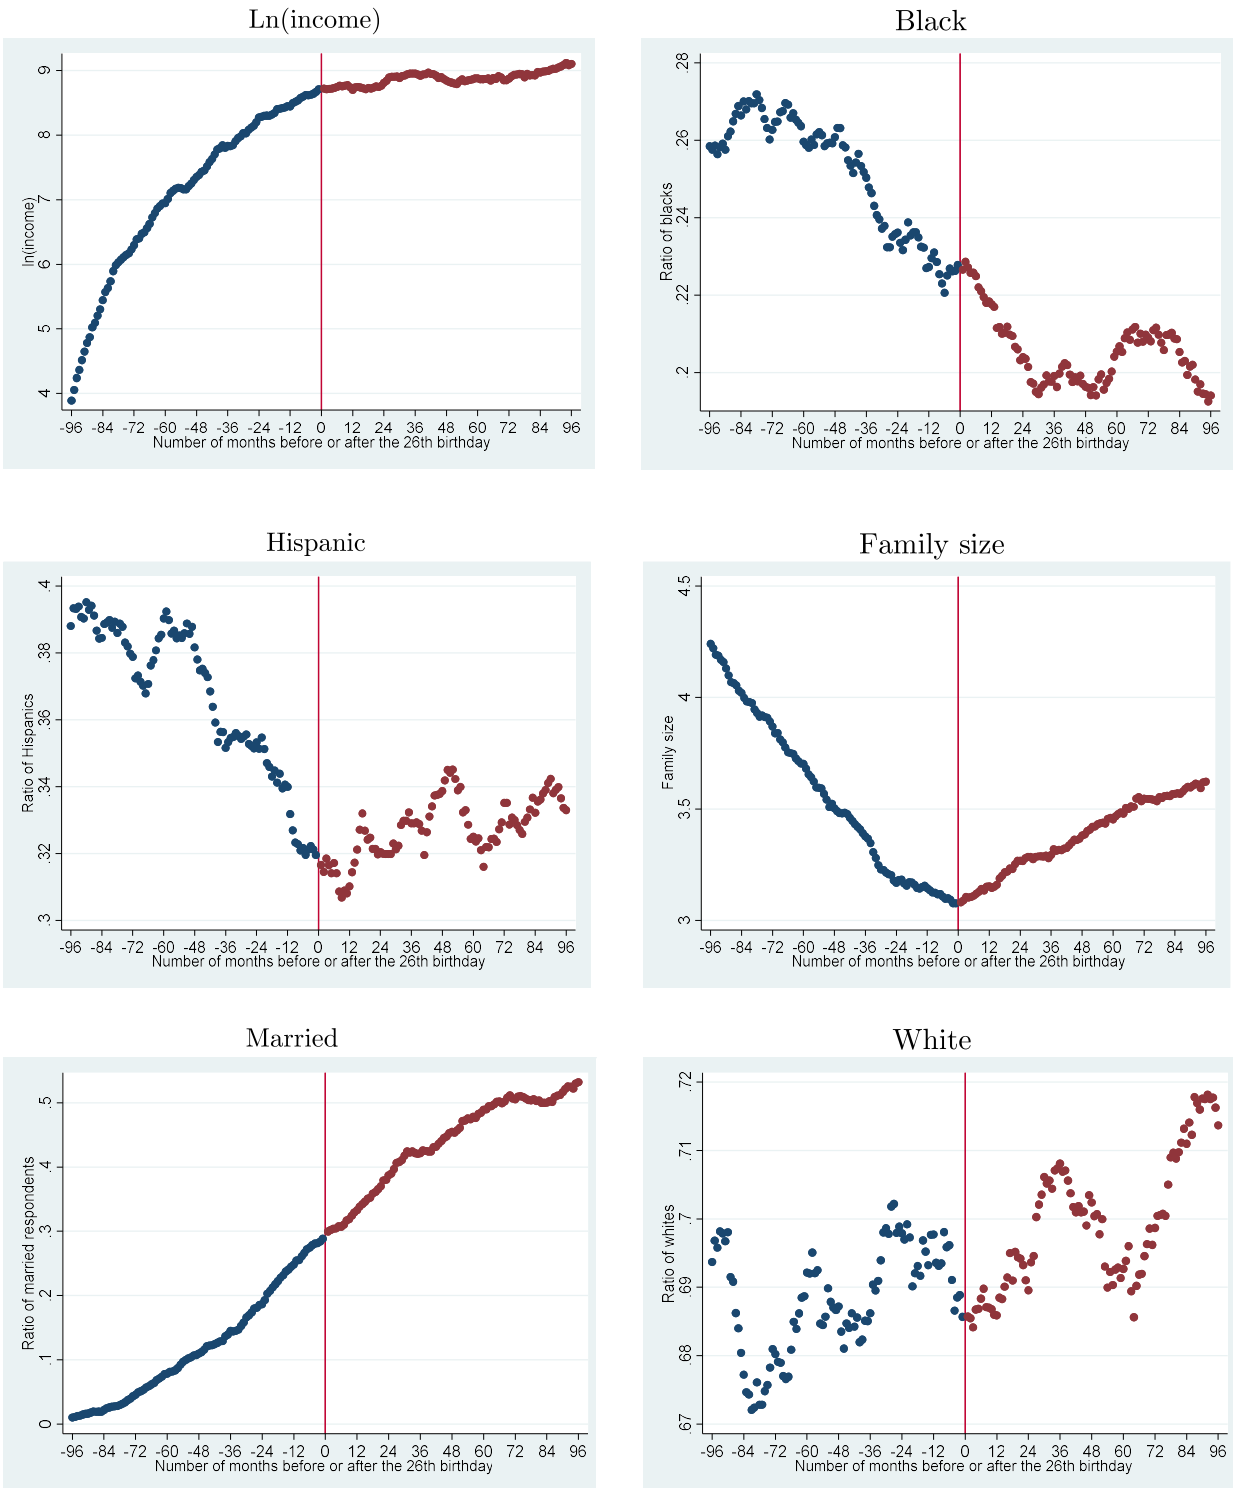 Ln(income)
ln(income)
9
8
7
6
5
4
-96 -84 -72 -60 -48 -36 -24 -12 0 12 24 36 48 60 72 84 96
Number of months before or after the 26th birthday
Black
Ratio of blacks
.28
.26
.24
.22
.2
-96 -84 -72 -60 -48 -36 -24 -12 0 12 24 36 48 60 72 84 96
Number of months before or after the 26th birthday
Hispanic
Ratio of Hispanics
.4
.38
.36
.34
.32
.3
-96 -84 -72 -60 -48 -36 -24 -12 0 12 24 36 48 60 72 84 96
Number of months before or after the 26th birthday
Family size
Family size
4.5
4
3.5
3
-96 -84 -72 -60 -48 -36 -24 -12 0 12 24 36 48 60 72 84 96
Number of months before or after the 26th birthday
Married
Ratio of married respondents
.5
.4
.3
.2
.1
0
-96 -84 -72 -60 -48 -36 -24 -12 0 12 24 36 48 60 72 84 96
Number of months before or after the 26th birthday
White
Ratio of whites
.72
.71
.7
.69
.68
.67
-96 -84 -72 -60 -48 -36 -24 -12 0 12 24 36 48 60 72 84 96
Number of months before or after the 26th birthday